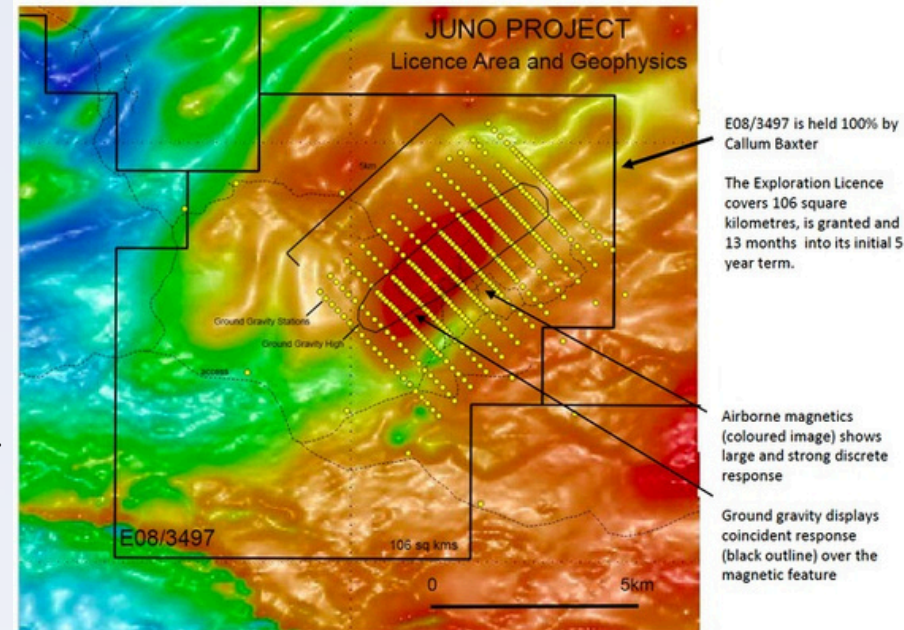 JUNO PROJECT
Licence Area and Geophysics
5km
Ground Gravity Stations
Ground Gravity High
access
E08/3497
106 sq kms
0
5km
E08/3497 is held 100% by
Callum Baxter
The Exploration Licence
covers 106 square
kilometres, is granted and
13 months into its initial 5
year term.
Airborne magnetics
(coloured image) shows
large and strong discrete
response
Ground gravity displays
coincident response
(black outline) over the
magnetic feature